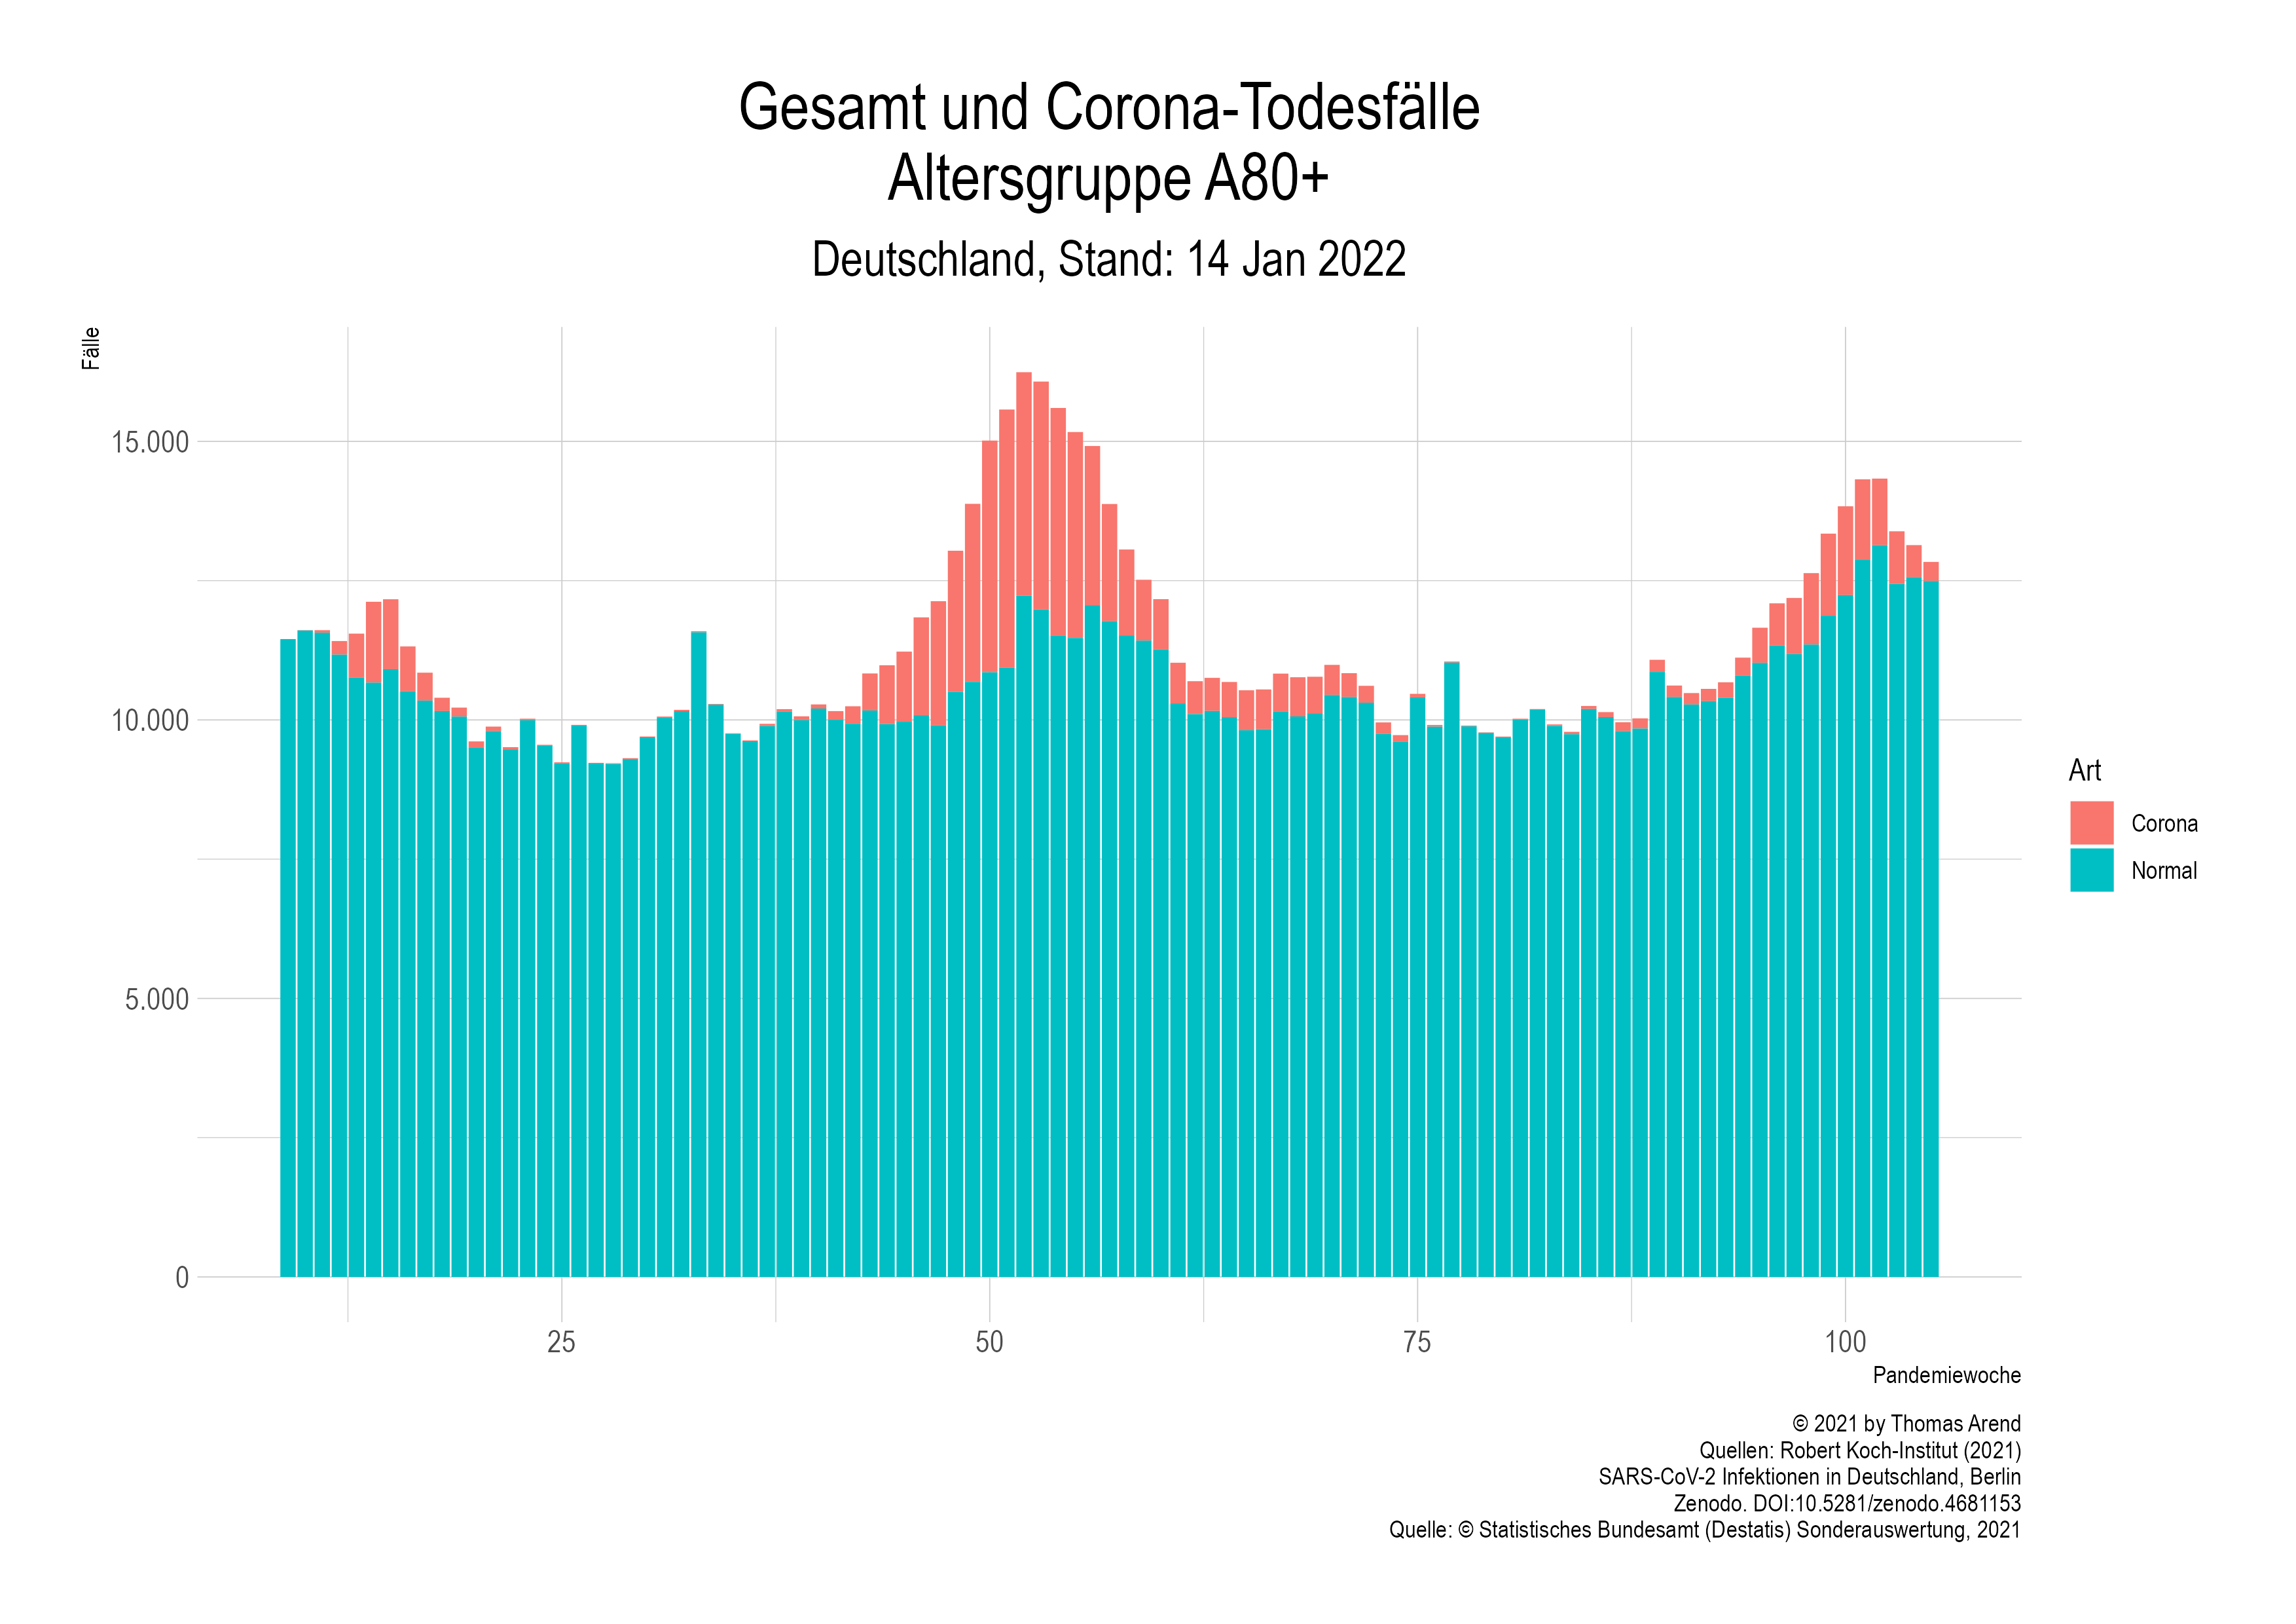 Gesamt und Corona-Todesfälle
Altersgruppe A80+
Deutschland, Stand: 14 Jan 2022
Fälle
15.000
10.000
5.000
0
25 50 75 100
Pandemiewoche
Art
Corona
Normal
© 2021 by Thomas Arend
Quellen: Robert Koch-Institut (2021)
SARS-CoV-2 Infektionen in Deutschland, Berlin
Zenodo. DOI:10.5281/zenodo.4681153
Quelle: © Statistisches Bundesamt (Destatis) Sonderauswertung, 2021